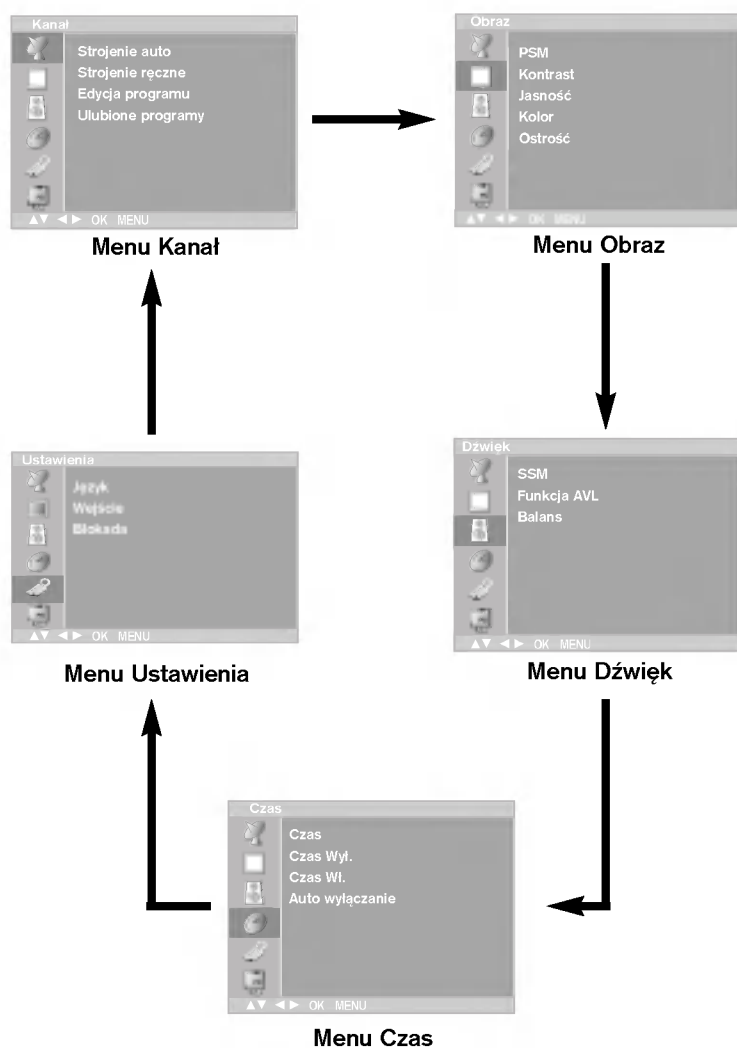 Kanał
Strojenie auto
Strojenie ręczne
Edycja programu
Ulubione programy
▲▼ ◄► OK MENU
Menu Kanał
Obraz
PSM
Kontrast
Jasność
Kolor
Ostrość
▲▼ ◄► OK MENU
Menu Obraz
Ustawienia
Język
Wejście
Blokada
▲▼ ◄► OK MENU
Menu Ustawienia
Dźwięk
SSM
Funkcja AVL
Balans
▲▼ ◄► OK MENU
Menu Dźwięk
Czas
Czas
Czas Wył.
Czas Wł.
Auto wyłączanie
▲▼ ◄► OK MENU
Menu Czas